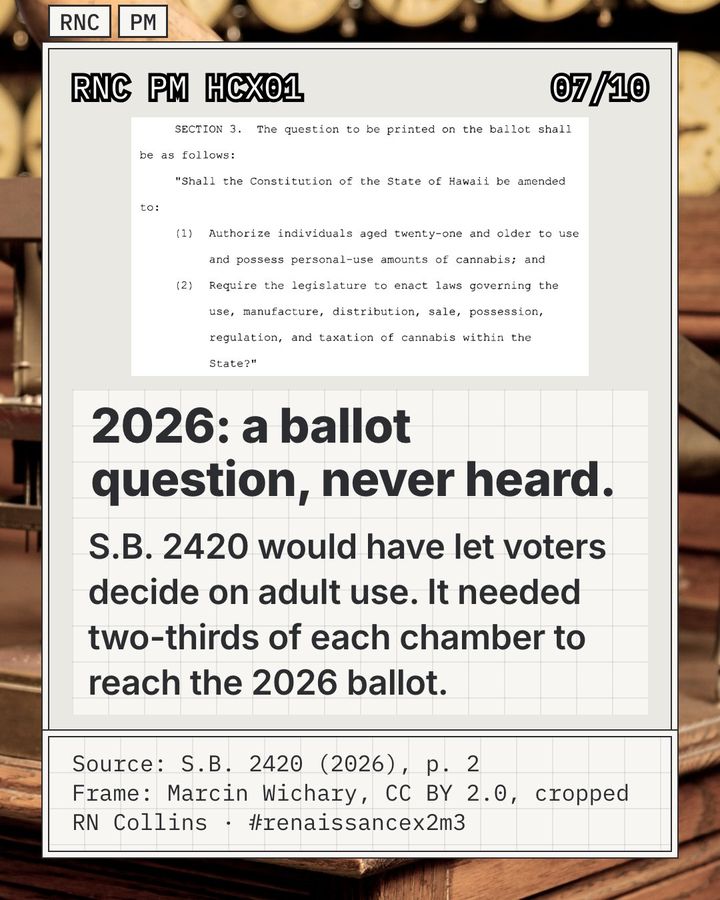 RNC PM
RNC PM HCX01 07/10
SECTION 3. The question to be printed on the ballot shall
be as follows:
"Shall the Constitution of the State of Hawaii be amended
to:
(1) Authorize individuals aged twenty-one and older to use
and possess personal-use amounts of cannabis; and
(2) Require the legislature to enact laws governing the
use, manufacture, distribution, sale, possession,
regulation, and taxation of cannabis within the
State?"
2026: a ballot
question, never heard.
S.B. 2420 would have let voters
decide on adult use. It needed
two-thirds of each chamber to
reach the 2026 ballot.
Source: S.B. 2420 (2026), p. 2
Frame: Marcin Wichary, CC BY 2.0, cropped
RN Collins · #renaissancex2m3